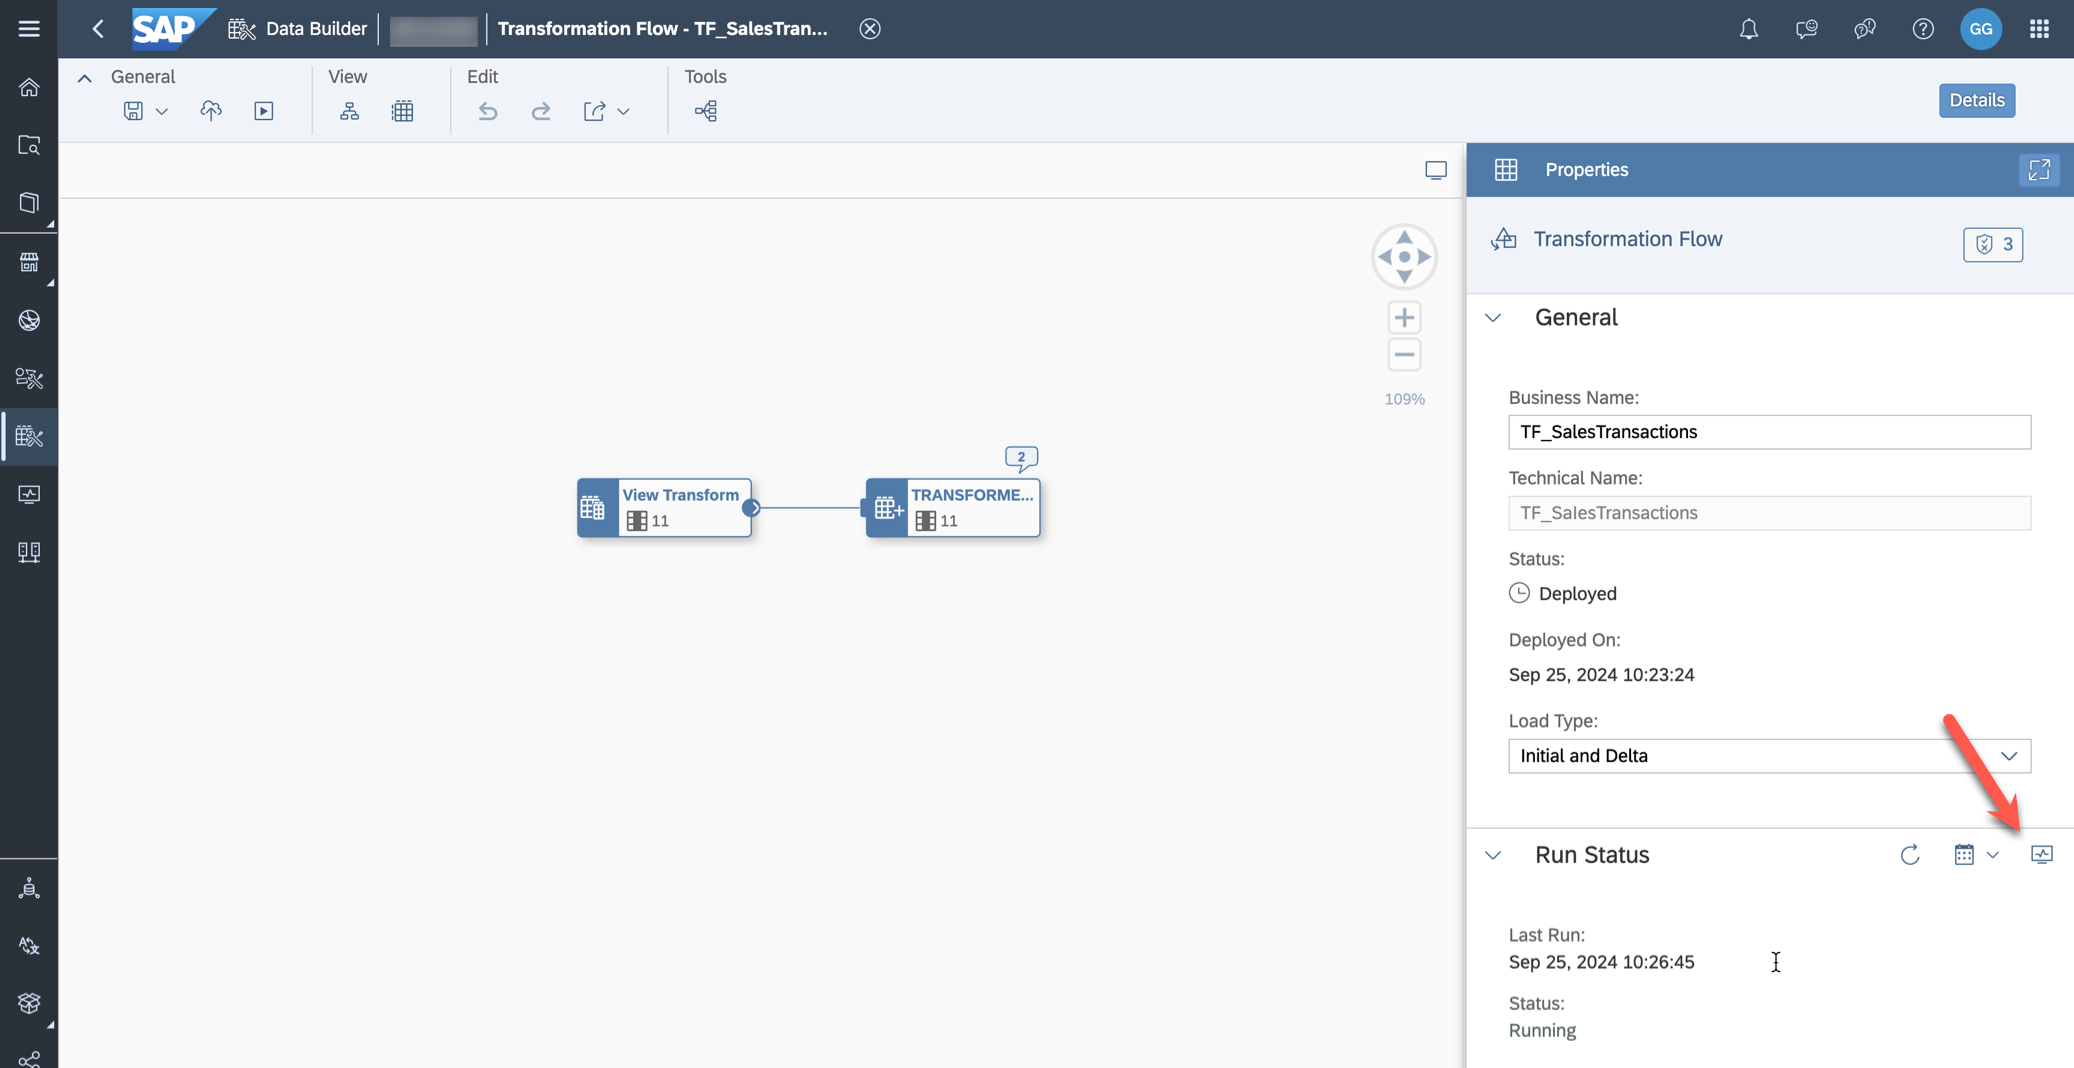 SAP
Data Builder
Transformation Flow - TF_SalesTran...
GG
General
View
Edit
Tools
Details
Properties
Transformation Flow
3
General
109%
Business Name:
TF_SalesTransactions
Technical Name:
TF_SalesTransactions
2
View Transform
11
TRANSFORME...
11
Status:
Deployed
Deployed On:
Sep 25, 2024 10:23:24
Load Type:
Initial and Delta
Run Status
Last Run:
Sep 25, 2024 10:26:45
Status:
Running